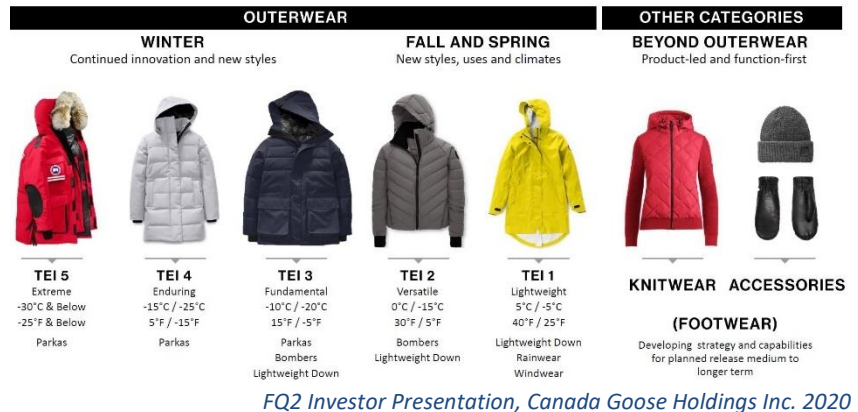 OUTERWEAR
OTHER CATEGORIES
WINTER
Continued innovation and new styles
FALL AND SPRING
New styles, uses and climates
BEYOND OUTERWEAR
Product-led and function-first
TEI 5
Extreme
-30°C & Below
-25°F & Below
Parkas
TEI 4
Enduring
-15°C / -25°C
5°F / -15°F
Parkas
TEI 3
Fundamental
-10°C / -20°C
15°F / -5°F
Parkas
Bombers
Lightweight Down
TEI 2
Versatile
0°C / -15°C
30°F / 5°F
Bombers
Lightweight Down
TEI 1
Lightweight
5°C / -5°C
40°F / 25°F
Lightweight Down
Rainwear
Windwear
KNITWEAR
ACCESSORIES
(FOOTWEAR)
Developing strategy and capabilities
for planned release medium to
longer term
FQ2 Investor Presentation, Canada Goose Holdings Inc. 2020